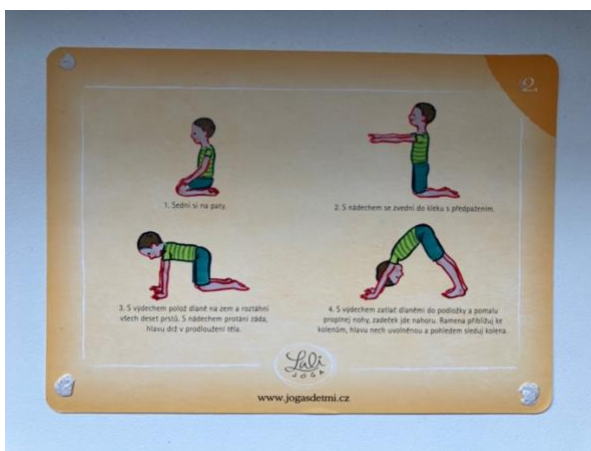 2
1. Sedni si na paty.
2. S nádechem se zvedni do kleku s předpažením.
3. S výdechem polož dlaně na zem a roztáhni
všech deset prstů. S nádechem protáni záda,
hlavu drž v prodloužení těla.
4. S výdechem zatlač dlaněmi do podložky a pomalu
propínej nohy, zadeček jde nahoru. Ramena přibližuj ke
kolenům, hlavu nech uvolněnou a pohledem sleduj kolena.
Lali
JÓGA
www.jogasdetmi.cz